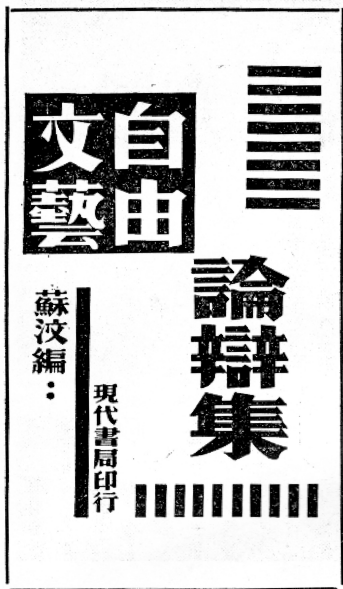 文藝
自由
論辯集
蘇汶編：
現代書局印行